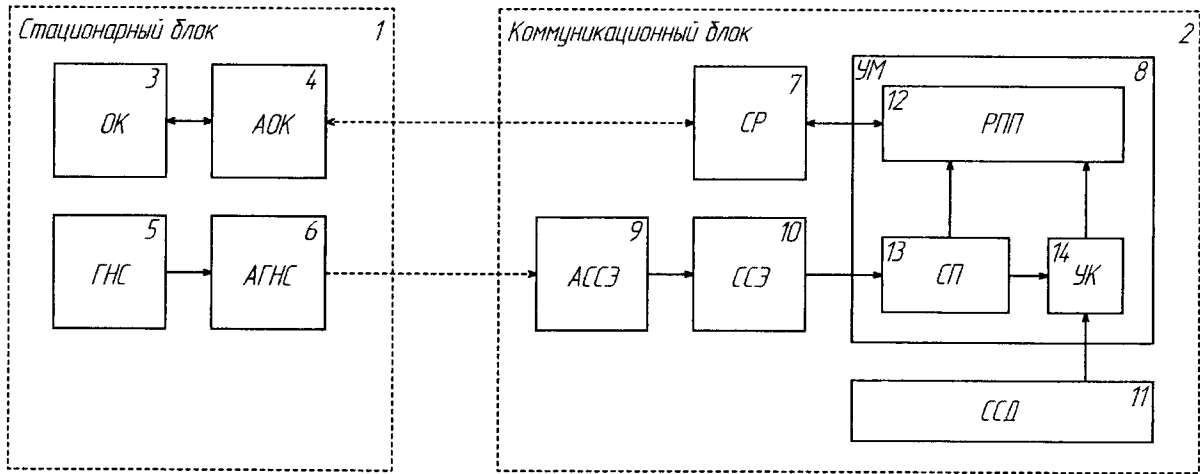 Стационарный блок
1
3
ОК
4
АОК
5
ГНС
6
АГНС
Коммуникационный блок
2
7
СР
УМ
8
12
РПП
9
АССЭ
10
ССЭ
13
СП
14
УК
11
ССД